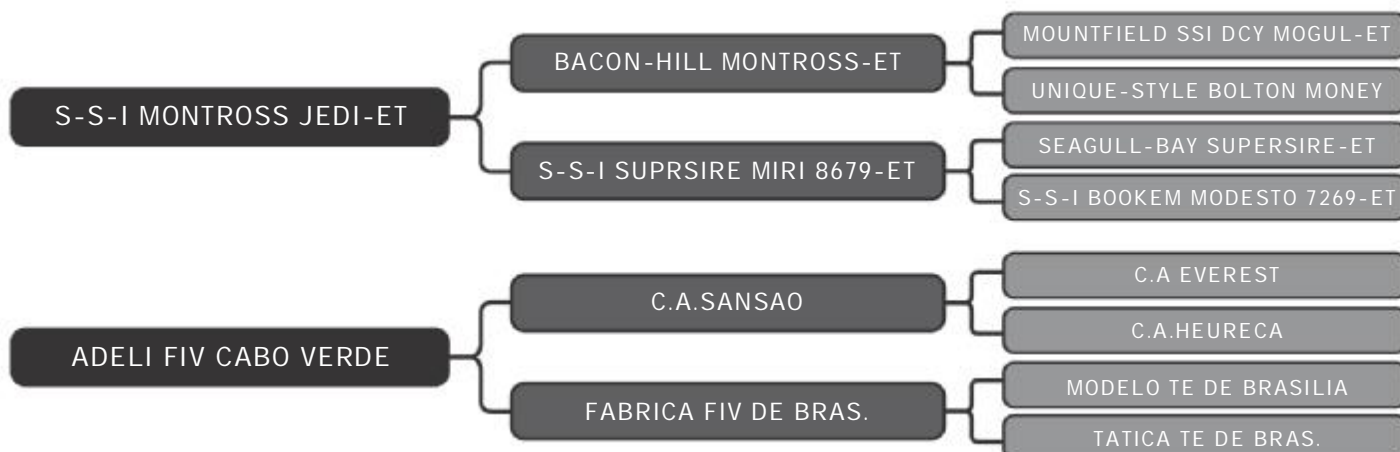 S-S-I MONTROSS JEDI-ET
BACON-HILL MONTROSS-ET
MOUNTFIELD SSI DCY MOGUL-ET
UNIQUE-STYLE BOLTON MONEY
S-S-I SUPRSIRE MIRI 8679-ET
SEAGULL-BAY SUPERSIRE-ET
S-S-I BOOKEM MODESTO 7269-ET
ADELI FIV CABO VERDE
C.A.SANSAO
C.A EVEREST
C.A.HEURECA
FABRICA FIV DE BRAS.
MODELO TE DE BRASILIA
TATICA TE DE BRAS.